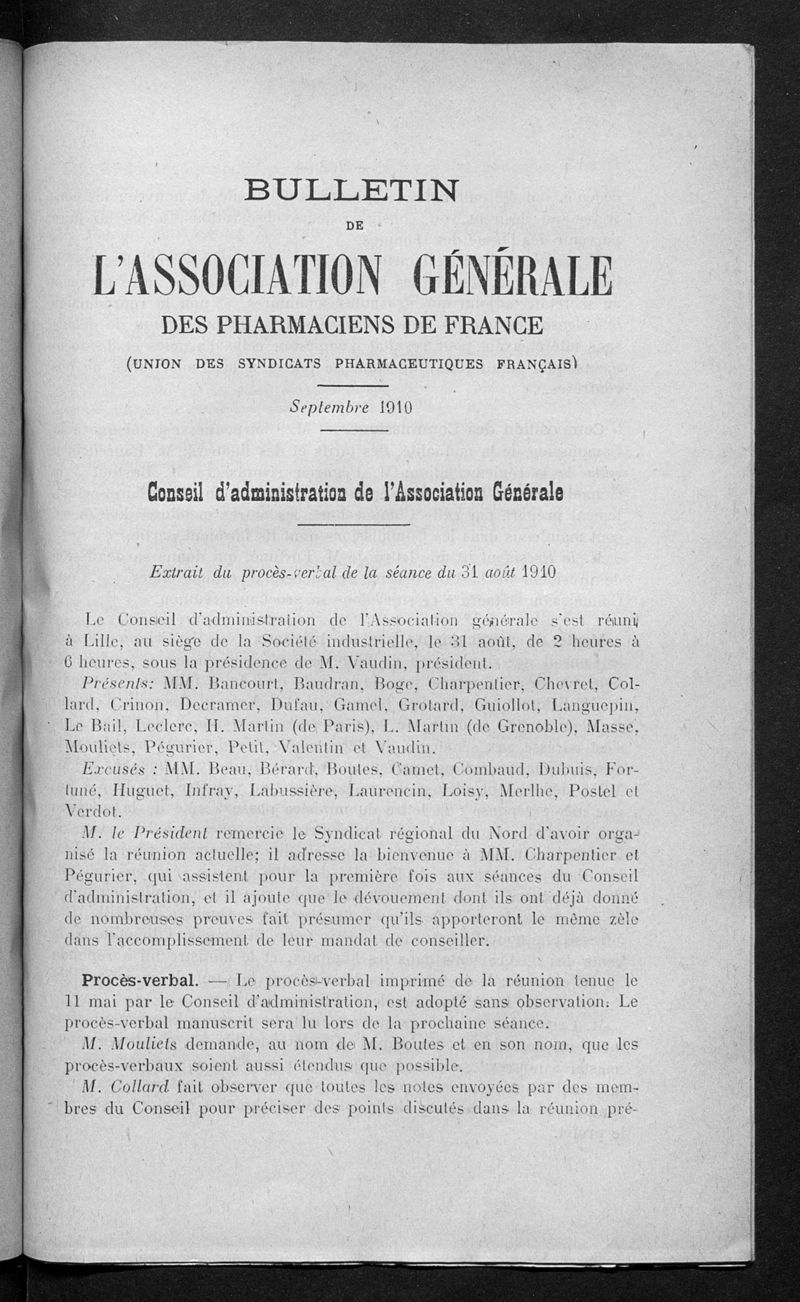 BULLETIN
DE
L'ASSOCIATION GÉNÉRALE
DES PHARMACIENS DE FRANCE
(UNION DES SYNDICATS PHARMACEUTIQUES FRANÇAIS)
Septembre 1910
Conseil d'administration de l'Association Générale
Extrait du procès-verbal de la séance du 31 août 1910
Le Conseil d'administration de l'Association générale s'est réuni,
à Lille, au siège de la Société industrielle, le 31 août, de 2 heures à
6 heures, sous la présidence de M. Vaudin, président.
Présents: MM. Bancourt, Baudran, Boge, Charpentier, Chevret, Col-
lard, Crinon, Decramer, Dufau, Gamel, Grotard, Guiollot, Languepin,
Le Bail, Leclerc, H. Martin (de Paris), L. Martin (de Grenoble), Masse,
Mouliets, Pégurier, Petit, Valentin et Vaudin.
Excusés : MM. Beau, Bérard, Boutes, Camet, Combaud, Dubuis, For-
tuné, Huguet, Infray, Labussière, Laurencin, Loisy, Merlhe, Postel et
Verdot.
M. le Président remercie le Syndicat régional du Nord d'avoir orga-
nisé la réunion actuelle; il adresse la bienvenue à MM. Charpentier et
Pégurier, qui assistent pour la première fois aux séances du Conseil
d'administration, et il ajoute que le dévouement dont ils ont déjà donné
de nombreuses preuves fait présumer qu'ils apporteront le même zèle
dans l'accomplissement de leur mandat de conseiller.
Procès-verbal. — Le procès-verbal imprimé de la réunion tenue le
11 mai par le Conseil d'administration, est adopté sans observation. Le
procès-verbal manuscrit sera lu lors de la prochaine séance.
M. Mouliets demande, au nom de M. Boutes et en son nom, que les
procès-verbaux soient aussi étendus que possible.
M. Collard fait observer que toutes les notes envoyées par des mem-
bres du Conseil pour préciser des points discutés dans la réunion pré-